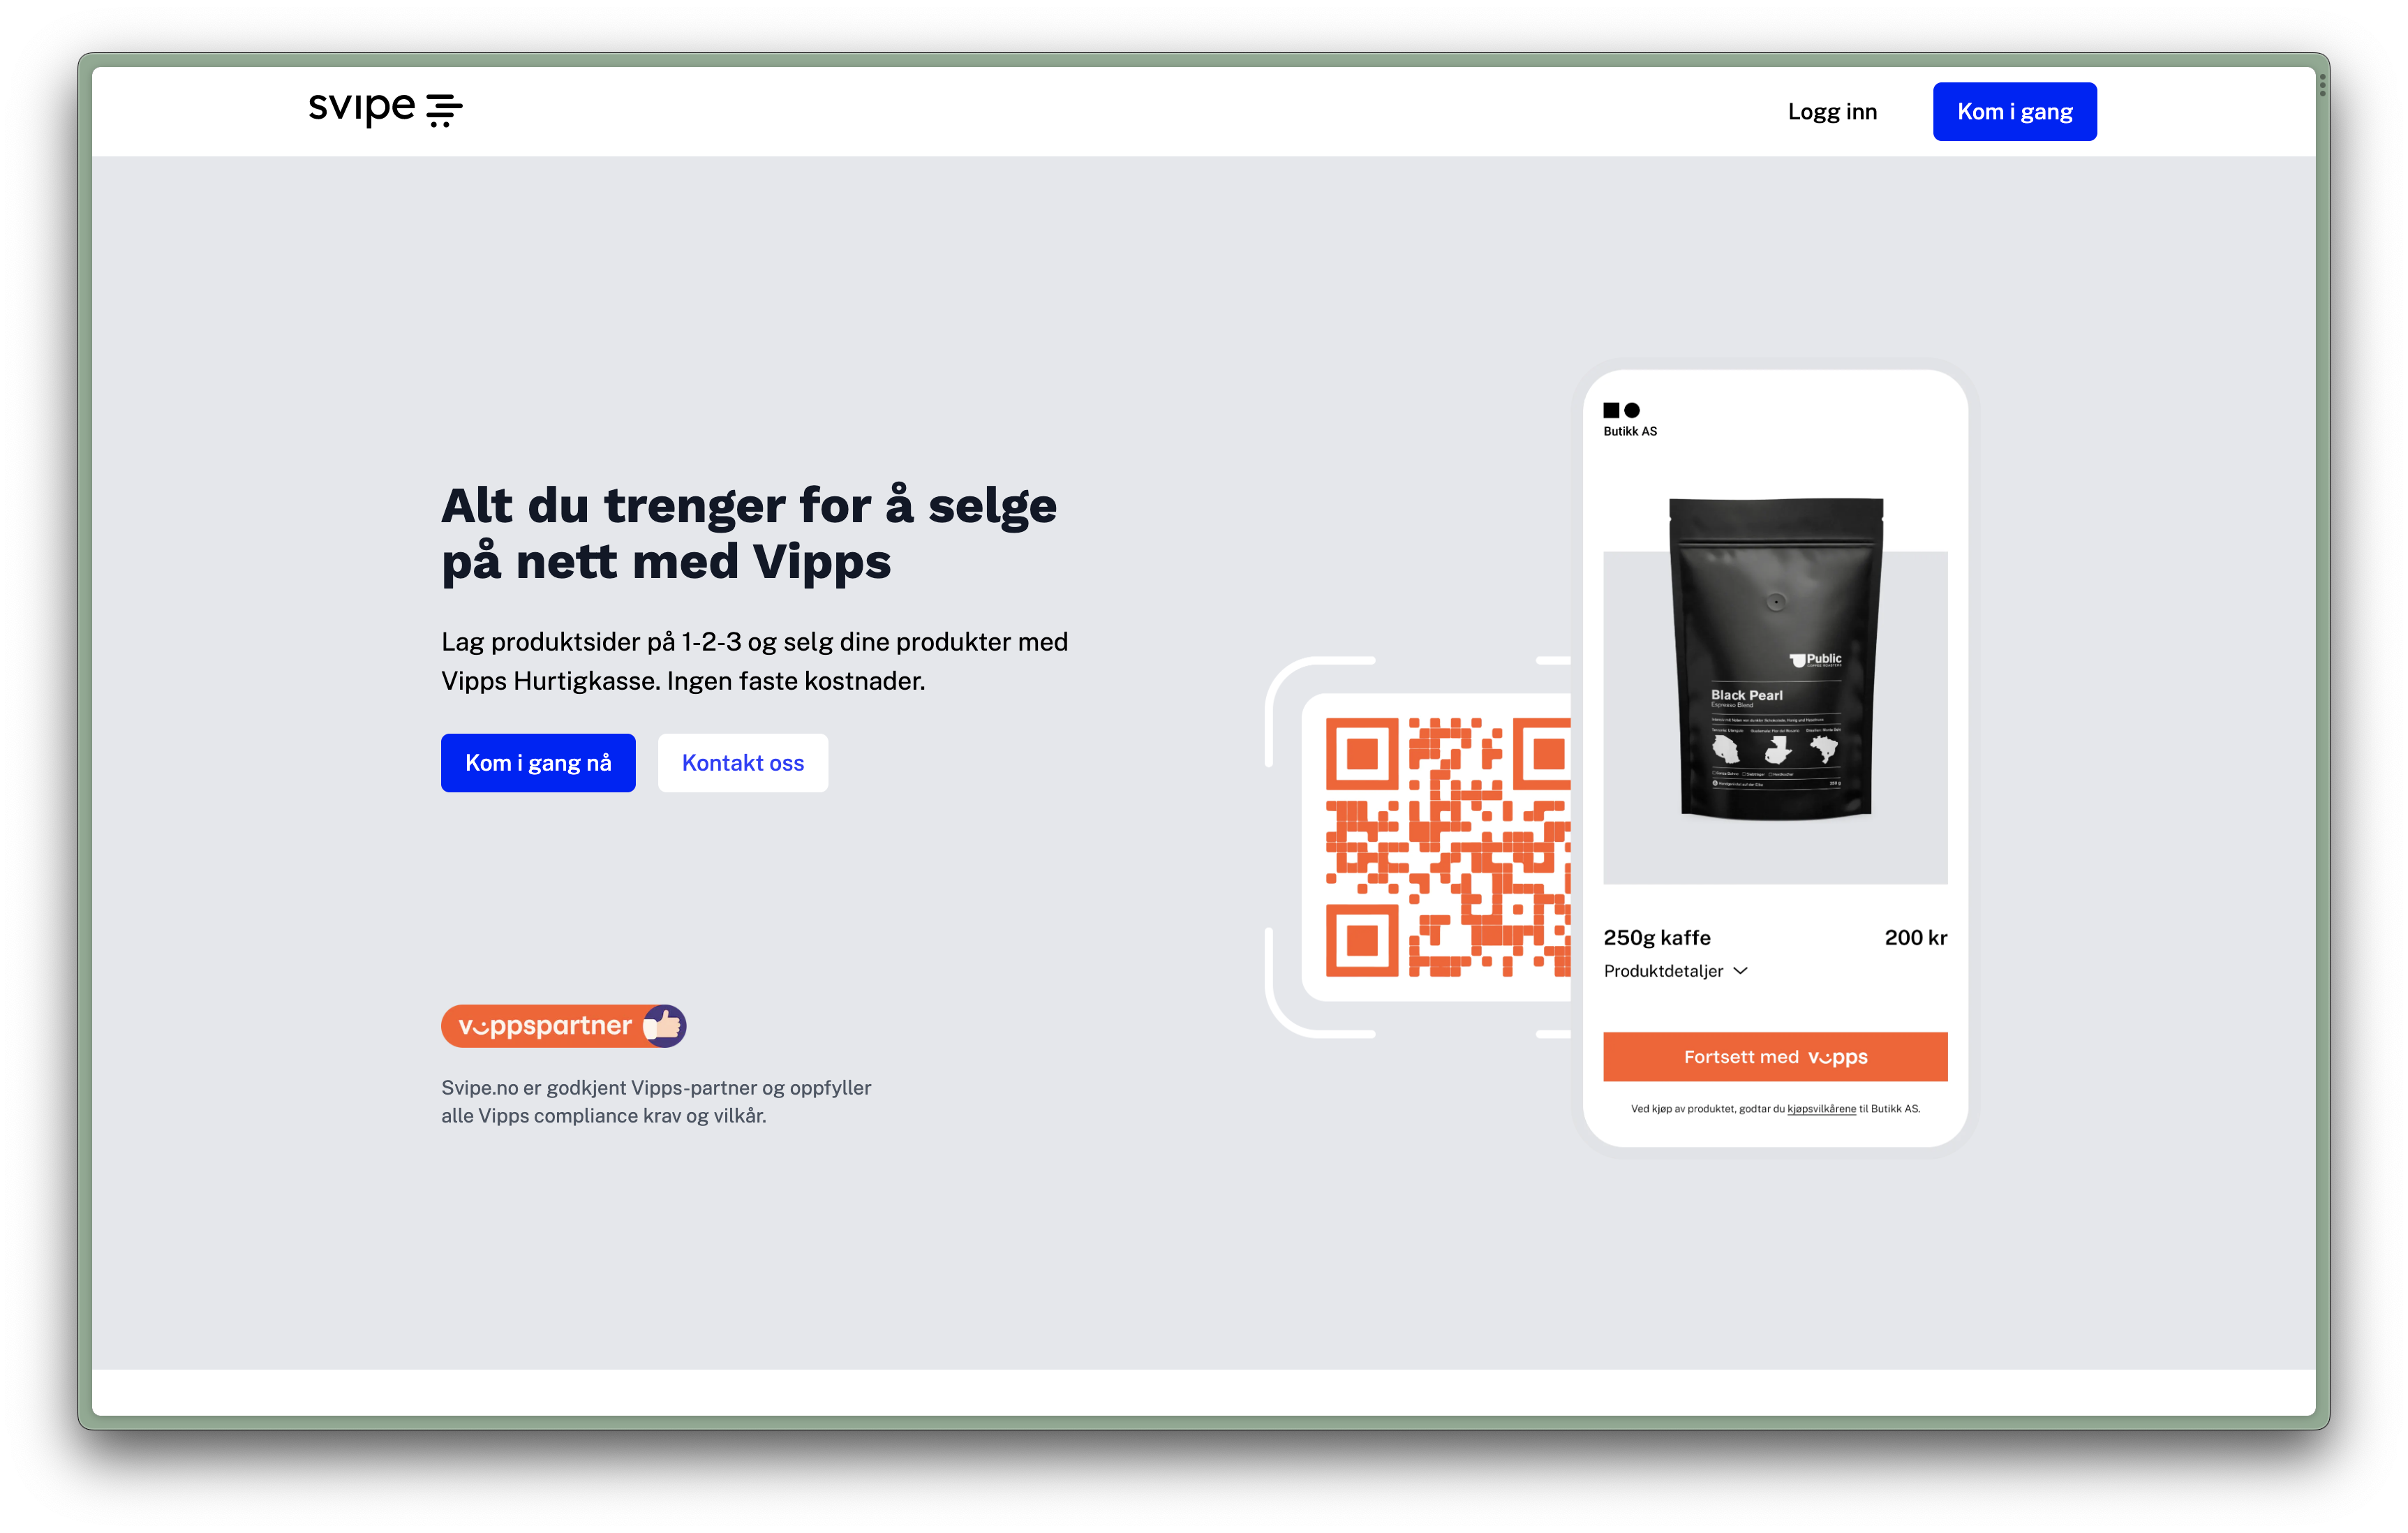 svipe
Logg inn
Kom i gang
Alt du trenger for å selge
på nett med Vipps
Lag produktsider på 1-2-3 og selg dine produkter med
Vipps Hurtigkasse. Ingen faste kostnader.
Kom i gang nå
Kontakt oss
vippspartner
Svipe.no er godkjent Vipps-partner og oppfyller
alle Vipps compliance krav og vilkår.
Butikk AS
Public
COFFEE ROASTERS
Black Pearl
Espresso Blend
250 g
250g kaffe
200 kr
Produktdetaljer
Fortsett med vipps
Ved kjøp av produktet, godtar du kjøpsvilkårene til Butikk AS.